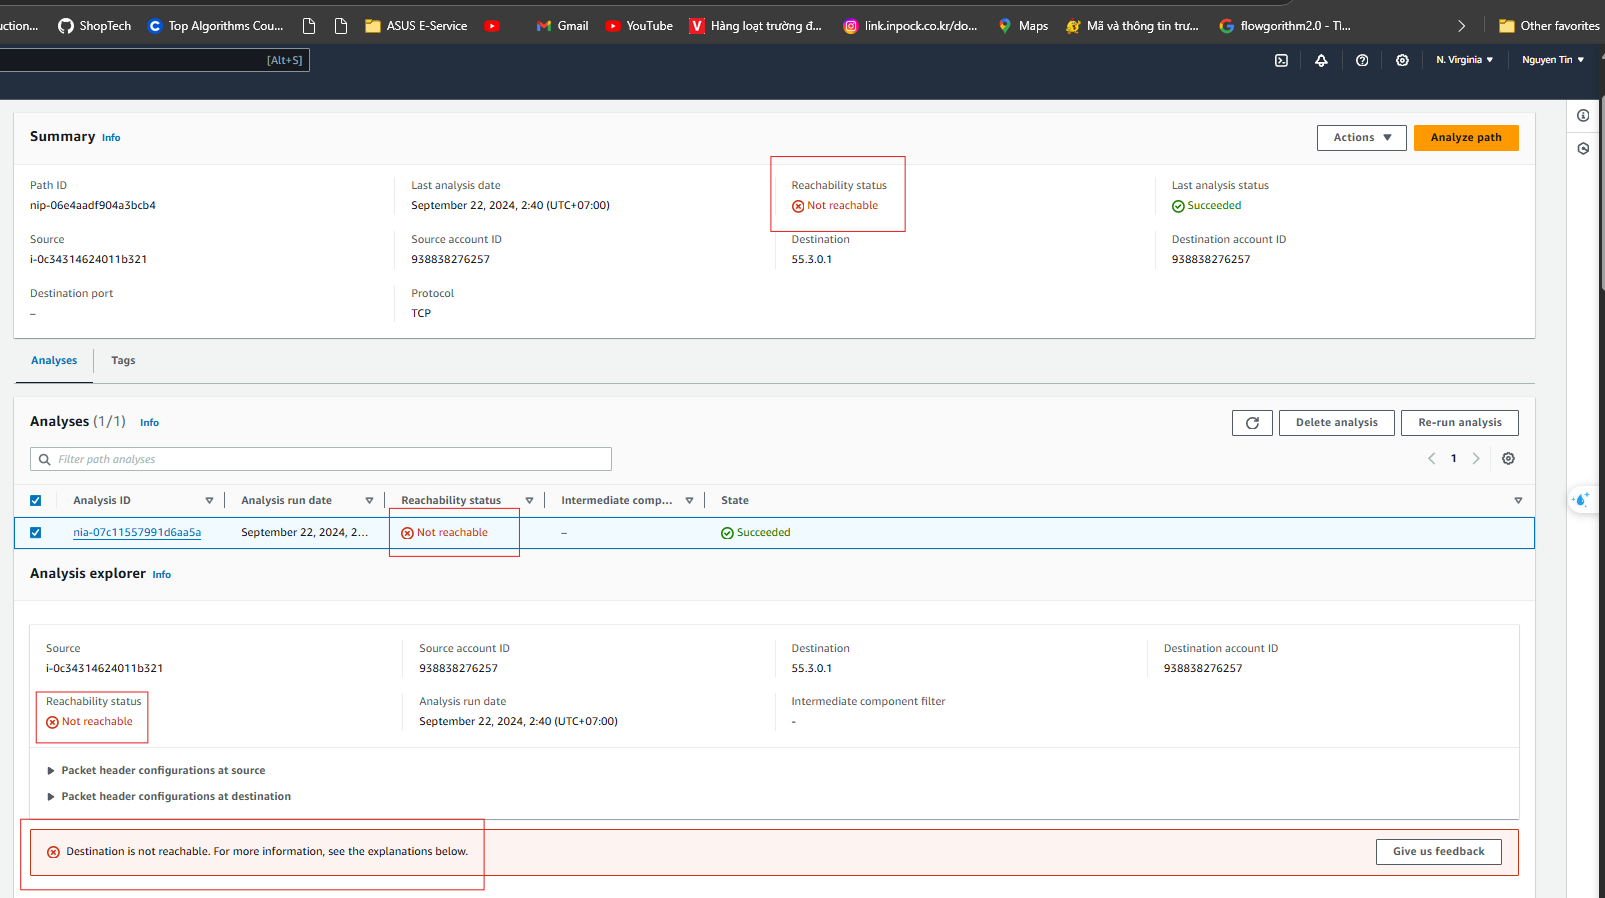 uction...
ShopTech
Top Algorithms Cou...
ASUS E-Service
Gmail
YouTube
Hàng loạt trường đ...
link.inpock.co.kr/do...
Maps
Mã và thông tin trư...
flowgorithm2.0 - Tì...
Other favorites
[Alt+S]
N. Virginia
Nguyen Tin
Summary Info
Actions
Analyze path
Path ID
nip-06e4aadf904a3bcb4
Last analysis date
September 22, 2024, 2:40 (UTC+07:00)
Reachability status
Not reachable
Last analysis status
Succeeded
Source
i-0c34314624011b321
Source account ID
938838276257
Destination
55.3.0.1
Destination account ID
938838276257
Destination port
–
Protocol
TCP
Analyses
Tags
Analyses (1/1) Info
Delete analysis
Re-run analysis
Filter path analyses
1
Analysis ID
Analysis run date
Reachability status
Intermediate comp...
State
nia-07c11557991d6aa5a
September 22, 2024, 2...
Not reachable
–
Succeeded
Analysis explorer Info
Source
i-0c34314624011b321
Source account ID
938838276257
Destination
55.3.0.1
Destination account ID
938838276257
Reachability status
Not reachable
Analysis run date
September 22, 2024, 2:40 (UTC+07:00)
Intermediate component filter
-
Packet header configurations at source
Packet header configurations at destination
Destination is not reachable. For more information, see the explanations below.
Give us feedback